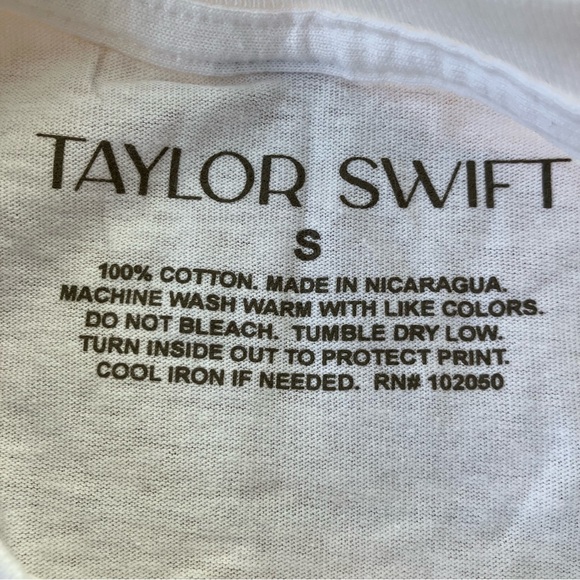 TAYLOR SWIFT
S
100% COTTON. MADE IN NICARAGUA.
MACHINE WASH WARM WITH LIKE COLORS.
DO NOT BLEACH. TUMBLE DRY LOW.
TURN INSIDE OUT TO PROTECT PRINT.
COOL IRON IF NEEDED. RN# 102050